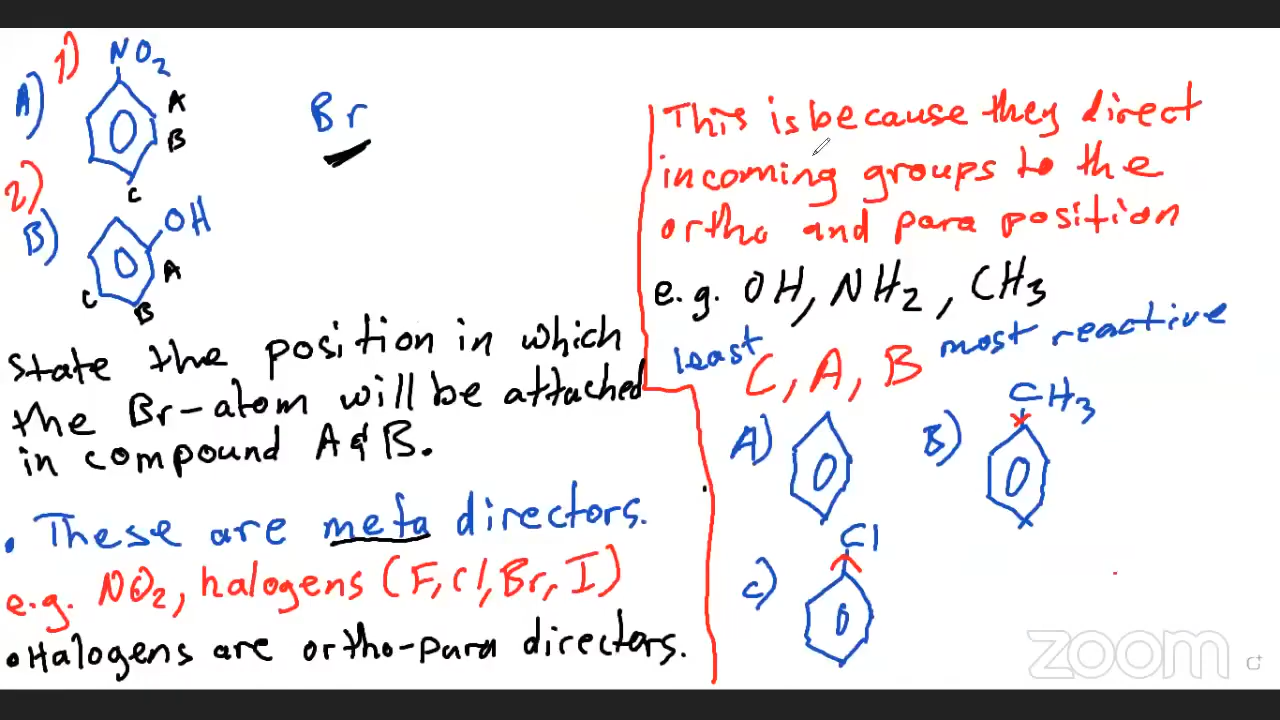 1)
A)
NO2
A
B
C
Br
2)
B)
OH
A
B
C
State the position in which
the Br-atom will be attached
in compound A & B.
• These are meta directors.
e.g. NO2, halogens (F, Cl, Br, I)
• Halogens are ortho-para directors.
This is because they direct
incoming groups to the
ortho and para position
e.g. OH, NH2, CH3
least C, A, B most reactive
A)
B)
CH3
C)
Cl
zoom